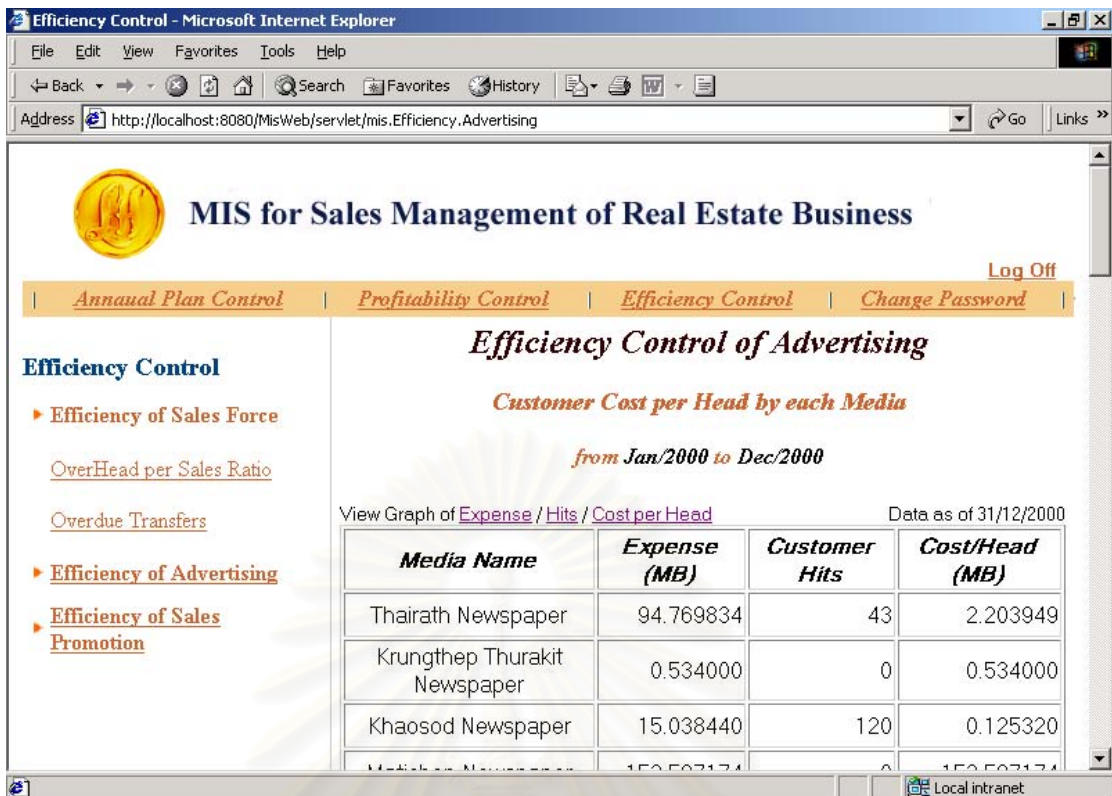 Efficiency Control - Microsoft Internet Explorer
File Edit View Favorites Tools Help
Back Search Favorites History
Address http://localhost:8080/MisWeb/servlet/mis.Efficiency.Advertising Go Links »
MIS for Sales Management of Real Estate Business
Log Off
| Annaual Plan Control | Profitability Control | Efficiency Control | Change Password |
Efficiency Control
Efficiency of Sales Force
OverHead per Sales Ratio
Overdue Transfers
Efficiency of Advertising
Efficiency of Sales
Promotion
Efficiency Control of Advertising
Customer Cost per Head by each Media
from Jan/2000 to Dec/2000
View Graph of Expense / Hits / Cost per Head Data as of 31/12/2000
Media Name Expense (MB) Customer Hits Cost/Head (MB)
Thairath Newspaper 94.769834 43 2.203949
Krungthep Thurakit
Newspaper 0.534000 0 0.534000
Khaosod Newspaper 15.038440 120 0.125320
Local intranet